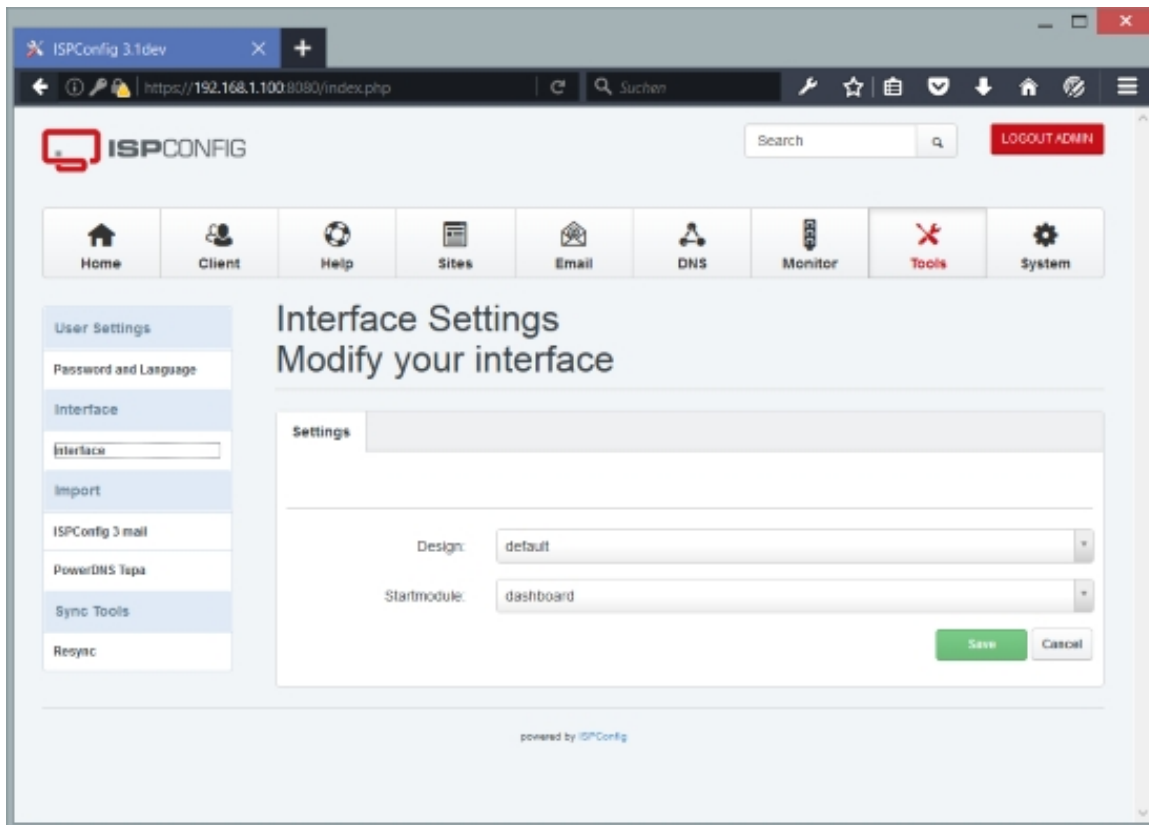 ISPConfig 3.1dev
https://192.168.1.100:8080/index.php
Suchen
ISPCONFIG
Search
LOGOUT ADMIN
Home Client Help Sites Email DNS Monitor Tools System
User Settings
Password and Language
Interface
Interface
Import
ISPConfig 3 mail
PowerDNS Tupa
Sync Tools
Resync
Interface Settings
Modify your interface
Settings
Design: default
Startmodule: dashboard
Save Cancel
powered by ISPConfig